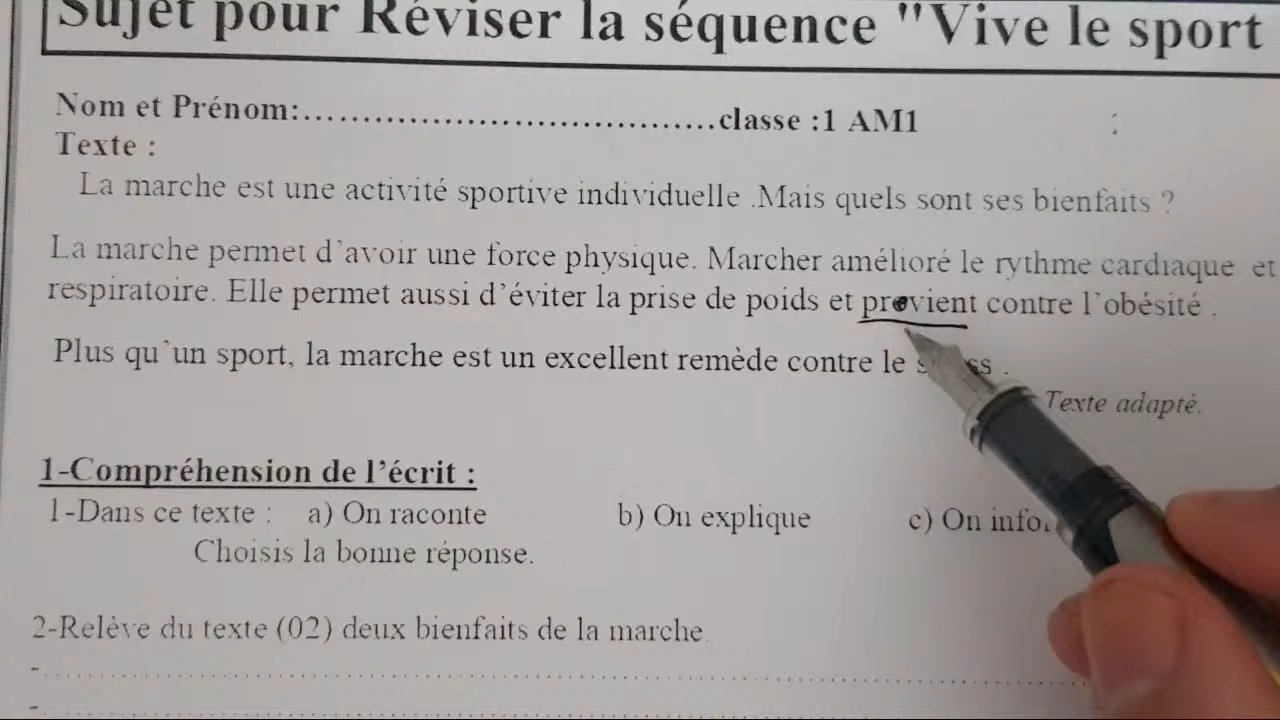 Sujet pour Réviser la séquence "Vive le sport
Nom et Prénom:..................................classe :1 AM1
Texte :
La marche est une activité sportive individuelle .Mais quels sont ses bienfaits ?
La marche permet d'avoir une force physique. Marcher amélioré le rythme cardiaque et
respiratoire. Elle permet aussi d'éviter la prise de poids et previent contre l'obésité .
Plus qu'un sport, la marche est un excellent remède contre le .
Texte adapté.
1-Compréhension de l'écrit :
1-Dans ce texte : a) On raconte b) On explique c) On
Choisis la bonne réponse.
2-Relève du texte (02) deux bienfaits de la marche
-..................................................
-..................................................